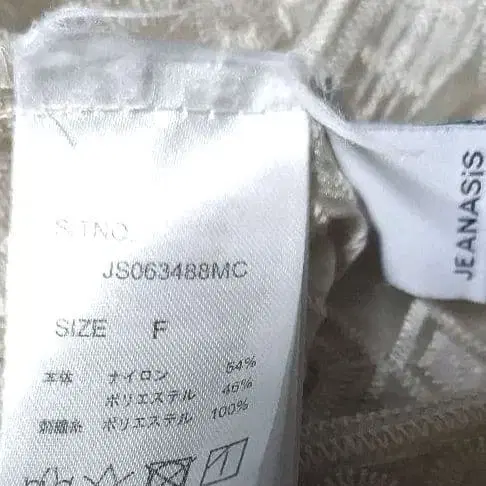 S.TNO.
JS063488MC
SIZE F
本体 ナイロン 54%
ポリエステル 46%
刺繍糸 ポリエステル 100%
JEANASiS